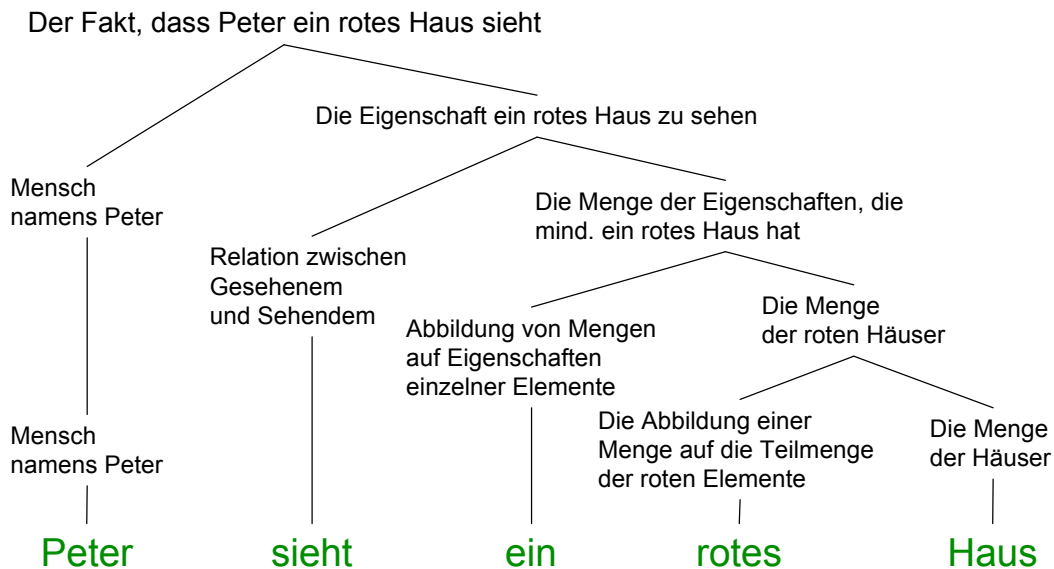 Der Fakt, dass Peter ein rotes Haus sieht
Die Eigenschaft ein rotes Haus zu sehen
Mensch
namens Peter
Die Menge der Eigenschaften, die
mind. ein rotes Haus hat
Relation zwischen
Gesehenem
und Sehendem
Abbildung von Mengen
auf Eigenschaften
einzelner Elemente
Die Menge
der roten Häuser
Mensch
namens Peter
Die Abbildung einer
Menge auf die Teilmenge
der roten Elemente
Die Menge
der Häuser
Peter sieht ein rotes Haus